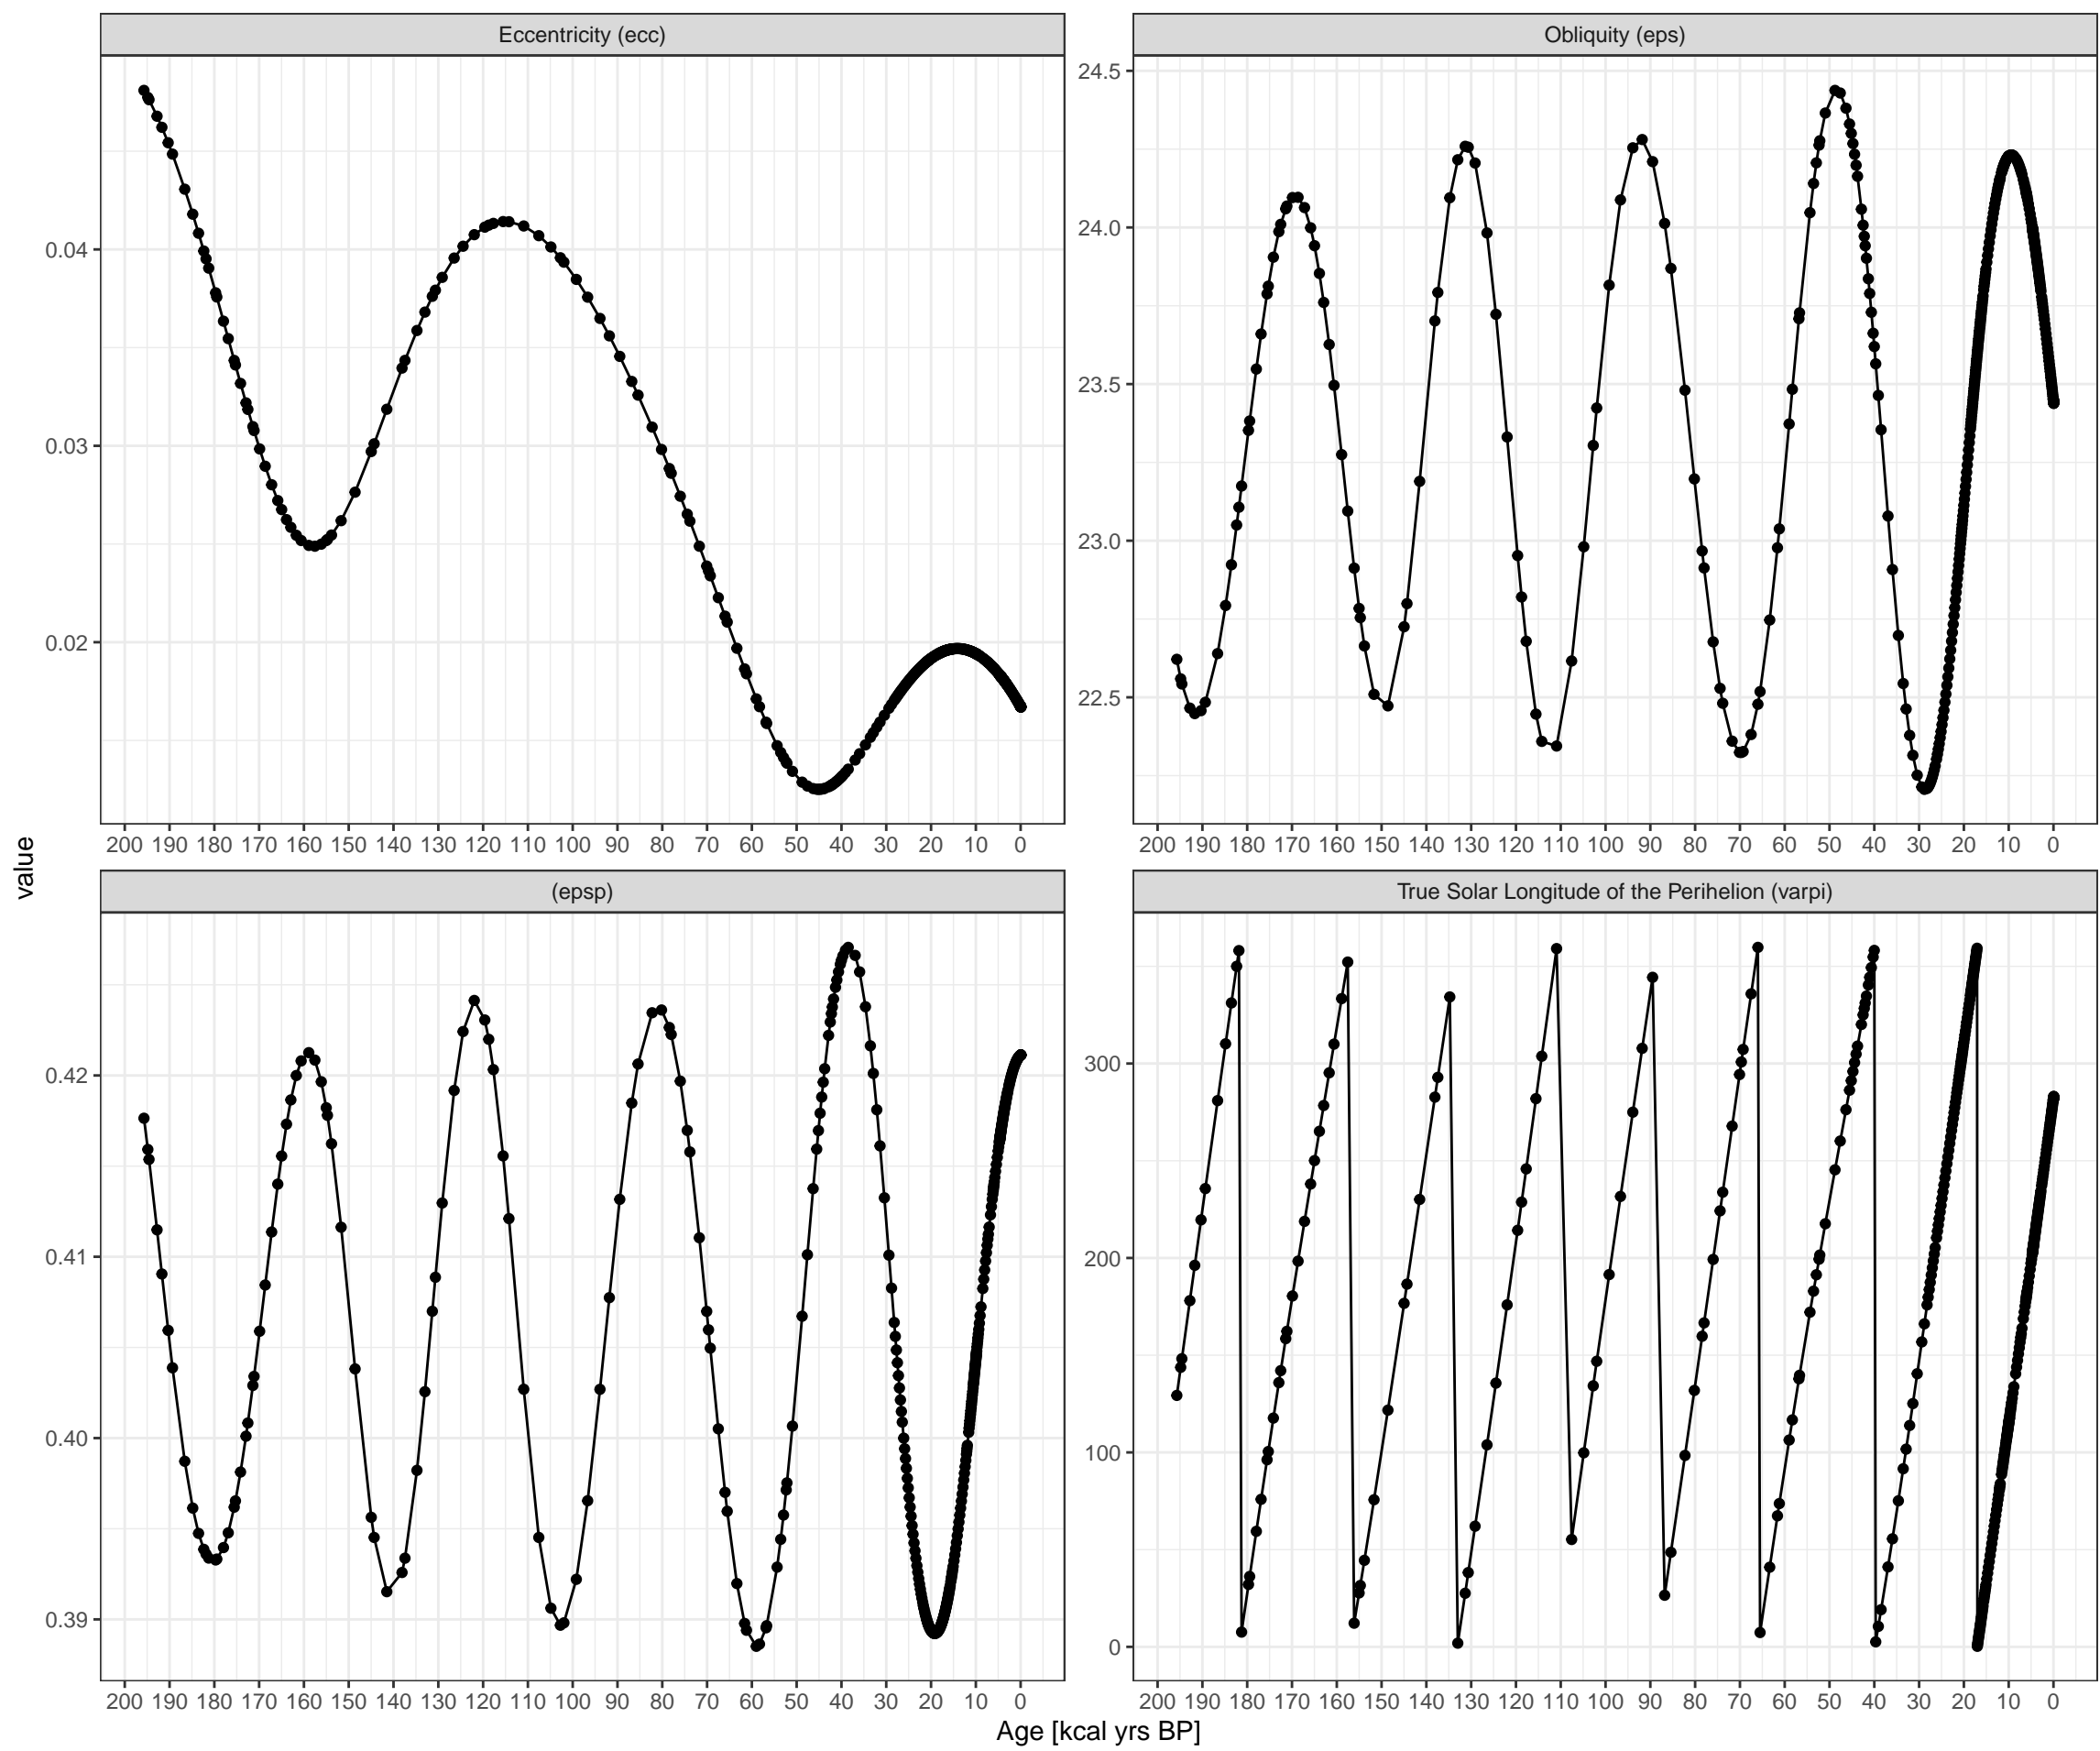 Eccentricity (ecc)
Obliquity (eps)
0.04
0.03
0.02
24.5
24.0
23.5
23.0
22.5
200 190 180 170 160 150 140 130 120 110 100 90 80 70 60 50 40 30 20 10 0
200 190 180 170 160 150 140 130 120 110 100 90 80 70 60 50 40 30 20 10 0
value
(epsp)
True Solar Longitude of the Perihelion (varpi)
0.42
0.41
0.40
0.39
300
200
100
0
200 190 180 170 160 150 140 130 120 110 100 90 80 70 60 50 40 30 20 10 0
200 190 180 170 160 150 140 130 120 110 100 90 80 70 60 50 40 30 20 10 0
Age [kcal yrs BP]